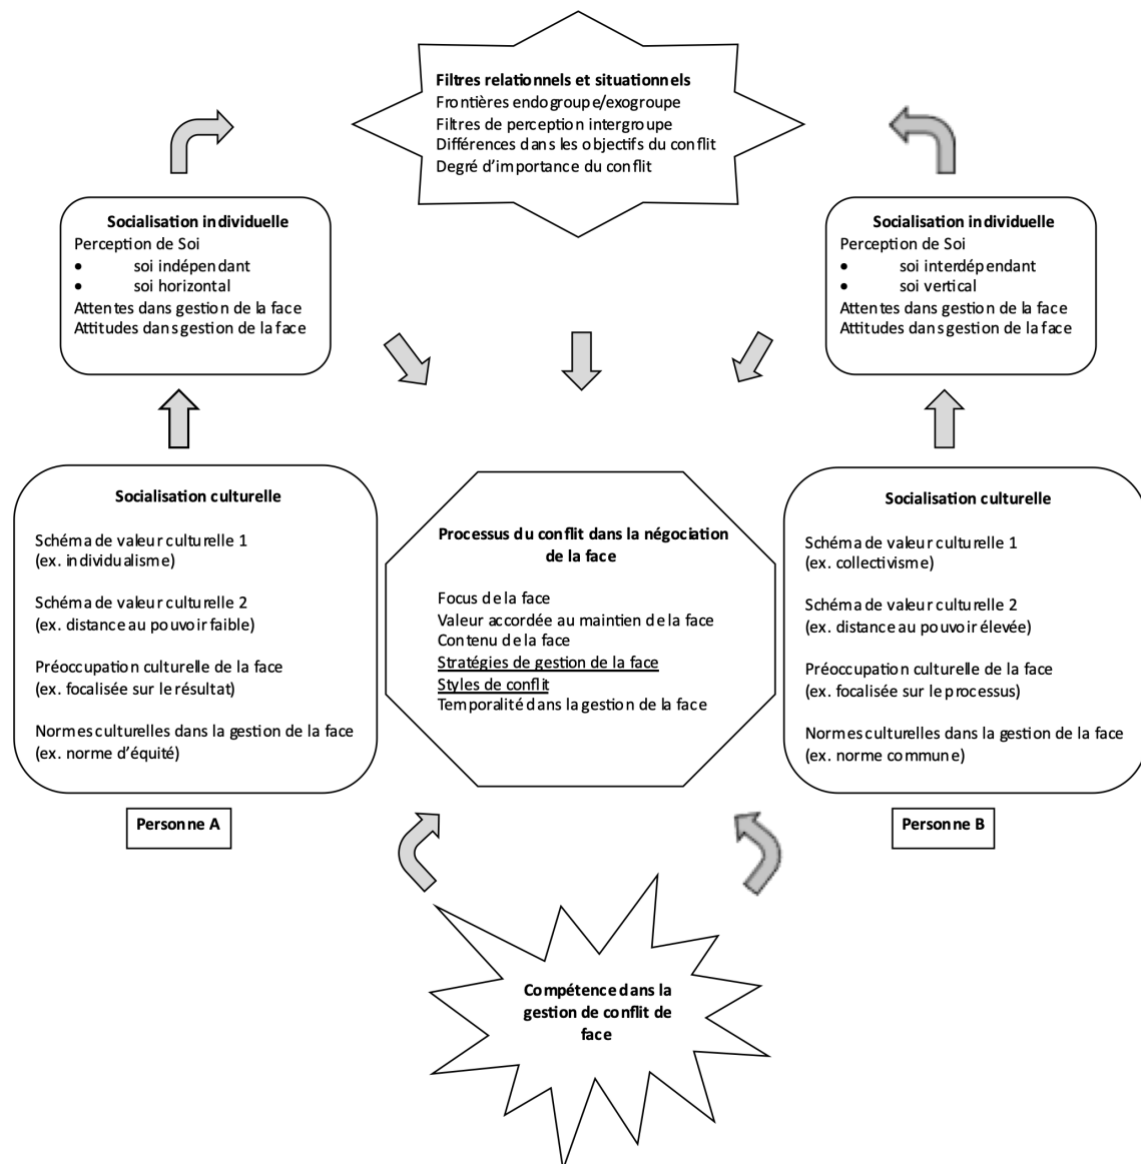 Filtres relationnels et situationnels
Frontières endogroupe/exogroupe
Filtres de perception intergroupe
Différences dans les objectifs du conflit
Degré d'importance du conflit
Socialisation individuelle
Perception de Soi
• soi indépendant
• soi horizontal
Attentes dans gestion de la face
Attitudes dans gestion de la face
Socialisation individuelle
Perception de Soi
• soi interdépendant
• soi vertical
Attentes dans gestion de la face
Attitudes dans gestion de la face
Socialisation culturelle
Schéma de valeur culturelle 1
(ex. individualisme)
Schéma de valeur culturelle 2
(ex. distance au pouvoir faible)
Préoccupation culturelle de la face
(ex. focalisée sur le résultat)
Normes culturelles dans la gestion de la face
(ex. norme d'équité)
Personne A
Processus du conflit dans la négociation
de la face
Focus de la face
Valeur accordée au maintien de la face
Contenu de la face
Stratégies de gestion de la face
Styles de conflit
Temporalité dans la gestion de la face
Socialisation culturelle
Schéma de valeur culturelle 1
(ex. collectivisme)
Schéma de valeur culturelle 2
(ex. distance au pouvoir élevée)
Préoccupation culturelle de la face
(ex. focalisée sur le processus)
Normes culturelles dans la gestion de la face
(ex. norme commune)
Personne B
Compétence dans la
gestion de conflit de
face